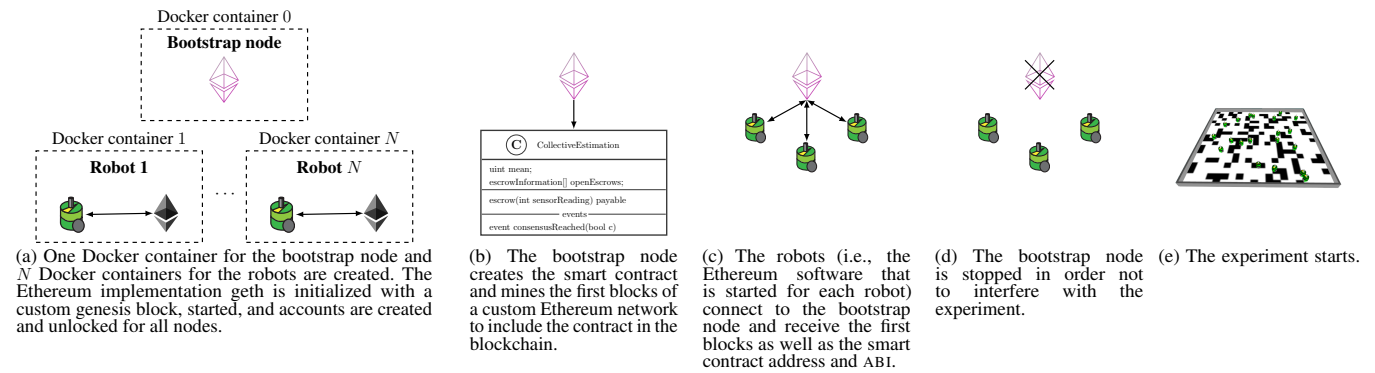 Docker container 0
Bootstrap node
Docker container 1
Robot 1
...
Docker container N
Robot N
(a) One Docker container for the bootstrap node and
N Docker containers for the robots are created. The
Ethereum implementation geth is initialized with a
custom genesis block, started, and accounts are created
and unlocked for all nodes.
C CollectiveEstimation
uint mean;
escrowInformation[] openEscrows;
escrow(int sensorReading) payable
events
event consensusReached(bool c)
(b) The bootstrap node
creates the smart contract
and mines the first blocks of
a custom Ethereum network
to include the contract in the
blockchain.
(c) The robots (i.e., the
Ethereum software that
is started for each robot)
connect to the bootstrap
node and receive the first
blocks as well as the smart
contract address and ABI.
(d) The bootstrap node
is stopped in order not
to interfere with the
experiment.
(e) The experiment starts.